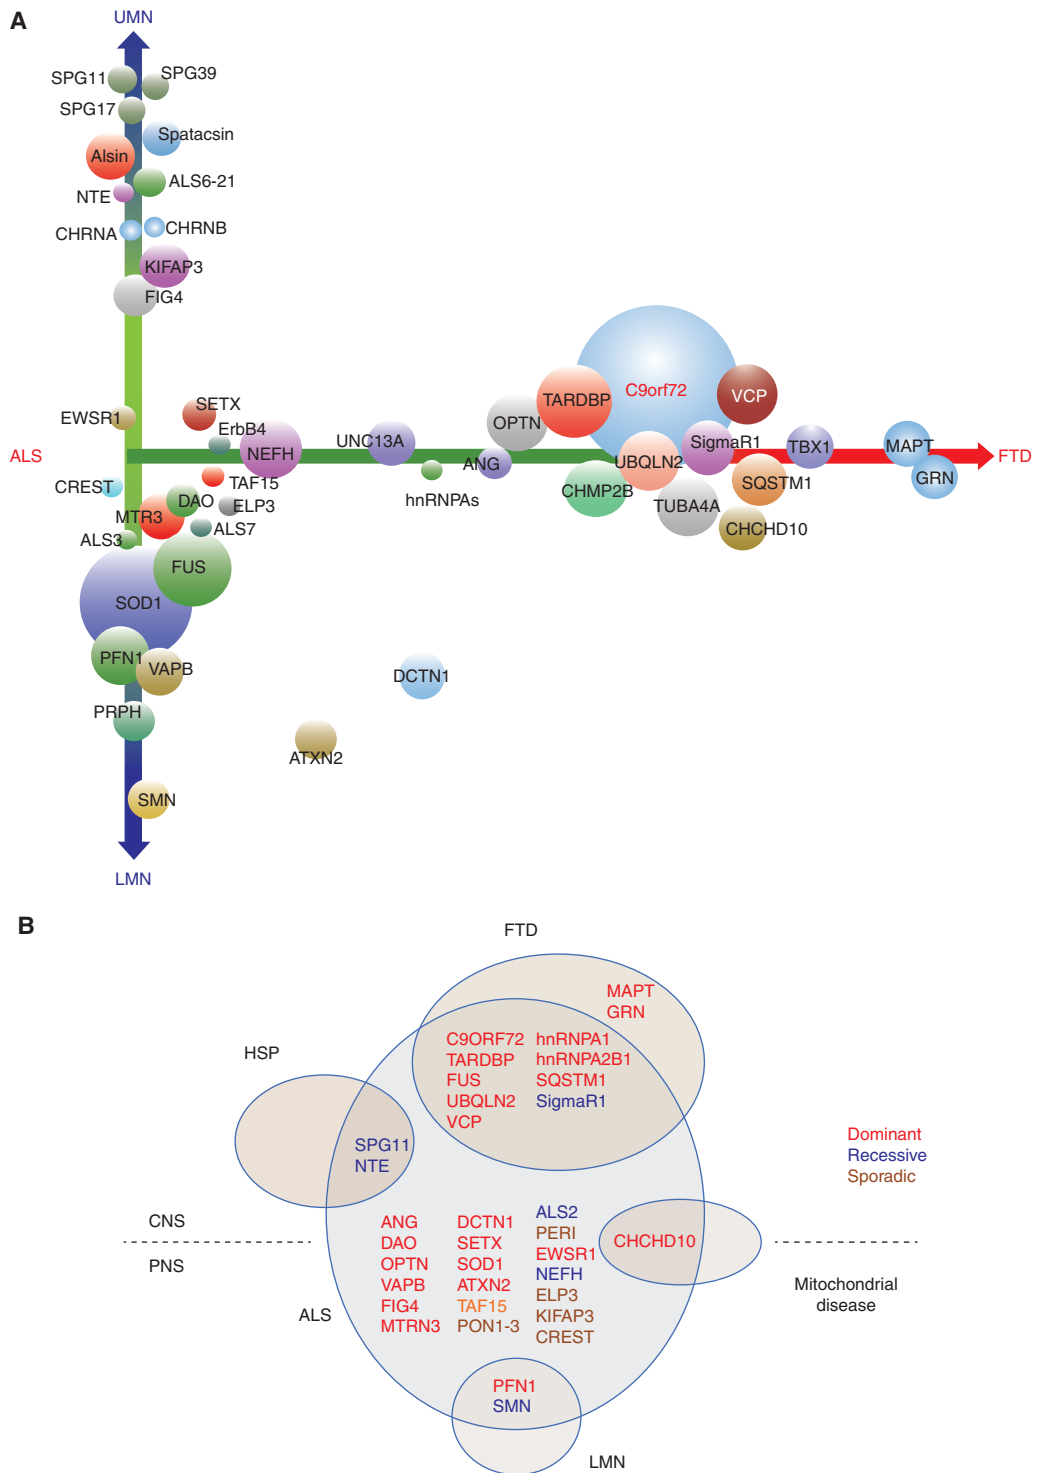 A
UMN
SPG11
SPG39
SPG17
Spatacsin
Alsin
ALS6-21
NTE
CHRNA
CHRNB
KIFAP3
FIG4
C9orf72
TARDBP
VCP
SETX
EWSR1
OPTN
ErbB4
UNC13A
SigmaR1
MAPT
TBX1
NEFH
ALS
FTD
ANG
UBQLN2
GRN
CREST
TAF15
hnRNPAs
CHMP2B
SQSTM1
DAO
ELP3
TUBA4A
MTR3
ALS7
CHCHD10
ALS3
FUS
SOD1
PFN1
VAPB
DCTN1
PRPH
ATXN2
SMN
LMN
B
FTD
MAPT
GRN
HSP
C9ORF72 hnRNPA1
TARDBP hnRNPA2B1
FUS SQSTM1
UBQLN2 SigmaR1
VCP
SPG11
NTE
Dominant
Recessive
Sporadic
CNS
PNS
ANG
DAO
OPTN
VAPB
FIG4
MTRN3
DCTN1
SETX
SOD1
ATXN2
TAF15
PON1-3
ALS2
PERI
EWSR1
NEFH
ELP3
KIFAP3
CREST
CHCHD10
Mitochondrial
disease
ALS
PFN1
SMN
LMN